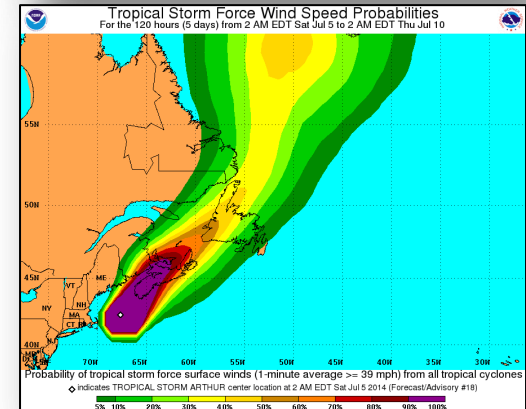 Tropical Storm Force Wind Speed Probabilities
For the 120 hours (5 days) from 2 AM EDT Sat Jul 5 to 2 AM EDT Thu Jul 10
55N
50N
45N
40N
ME
VT
NH
NY
MA
CT
70W 65W 60W 55W 50W 45W 40W 35W 30W
Probability of tropical storm force surface winds (1-minute average >= 39 mph) from all tropical cyclones
indicates TROPICAL STORM ARTHUR center location at 2 AM EDT Sat Jul 5 2014 (Forecast/Advisory #18)
5% 10% 20% 30% 40% 50% 60% 70% 80% 90% 100%